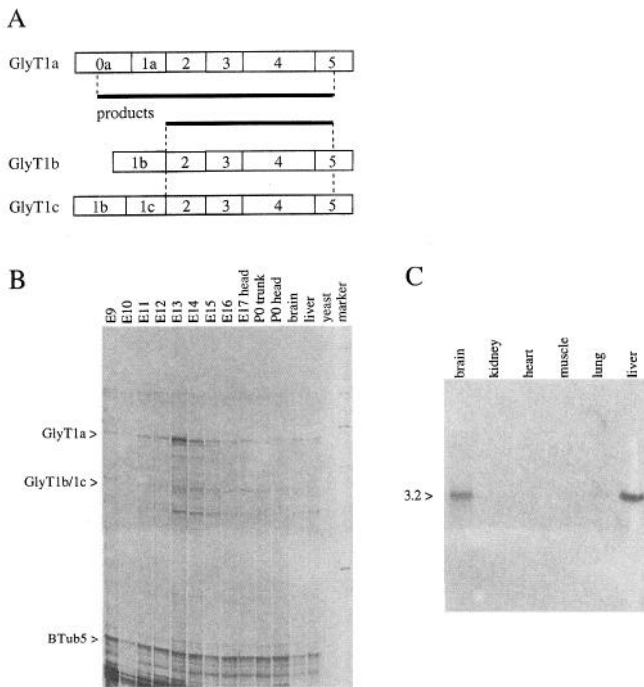 A
GlyT1a 0a 1a 2 3 4 5
products
GlyT1b 1b 2 3 4 5
GlyT1c 1b 1c 2 3 4 5
B
E9 E10 E11 E12 E13 E14 E15 E16 E17 head P0 trunk P0 head brain liver yeast marker
GlyT1a >
GlyT1b/1c >
BTub5 >
C
brain kidney heart muscle lung liver
3.2 >